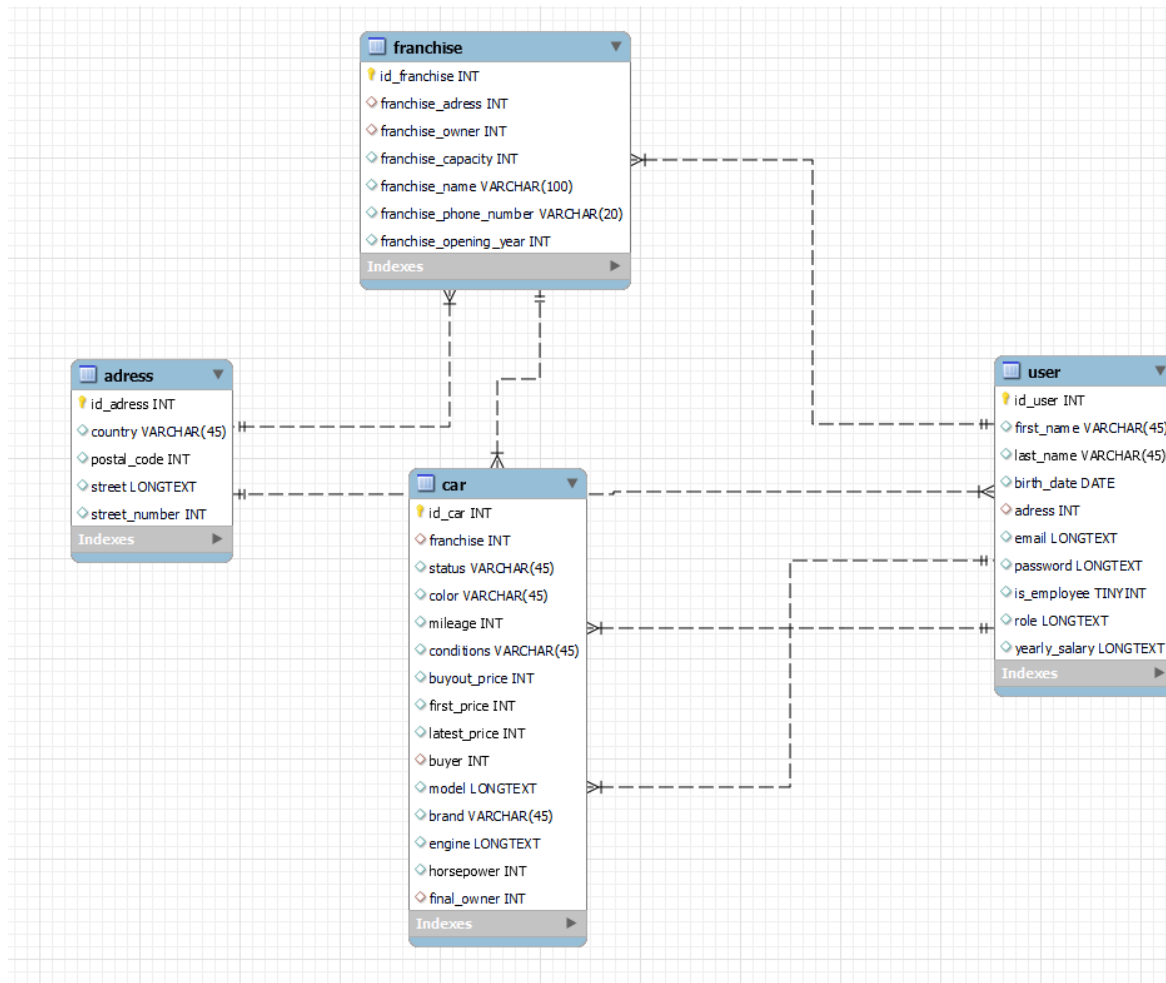 franchise
id_franchise INT
franchise_adress INT
franchise_owner INT
franchise_capacity INT
franchise_name VARCHAR(100)
franchise_phone_number VARCHAR(20)
franchise_opening_year INT
Indexes
adress
id_adress INT
country VARCHAR(45)
postal_code INT
street LONGTEXT
street_number INT
Indexes
car
id_car INT
franchise INT
status VARCHAR(45)
color VARCHAR(45)
mileage INT
conditions VARCHAR(45)
buyout_price INT
first_price INT
latest_price INT
buyer INT
model LONGTEXT
brand VARCHAR(45)
engine LONGTEXT
horsepower INT
final_owner INT
Indexes
user
id_user INT
first_name VARCHAR(45)
last_name VARCHAR(45)
birth_date DATE
adress INT
email LONGTEXT
password LONGTEXT
is_employee TINYINT
role LONGTEXT
yearly_salary LONGTEXT
Indexes